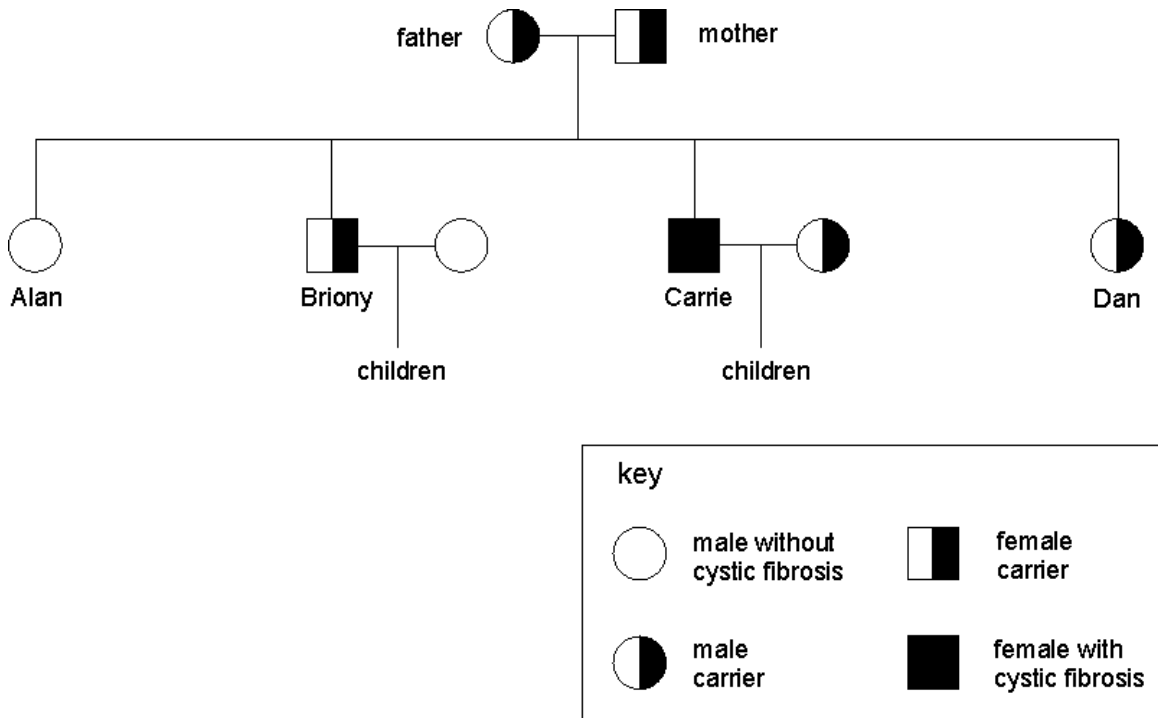 father
mother
Alan
Briony
Carrie
Dan
children
children
key
male without
cystic fibrosis
female
carrier
male
carrier
female with
cystic fibrosis